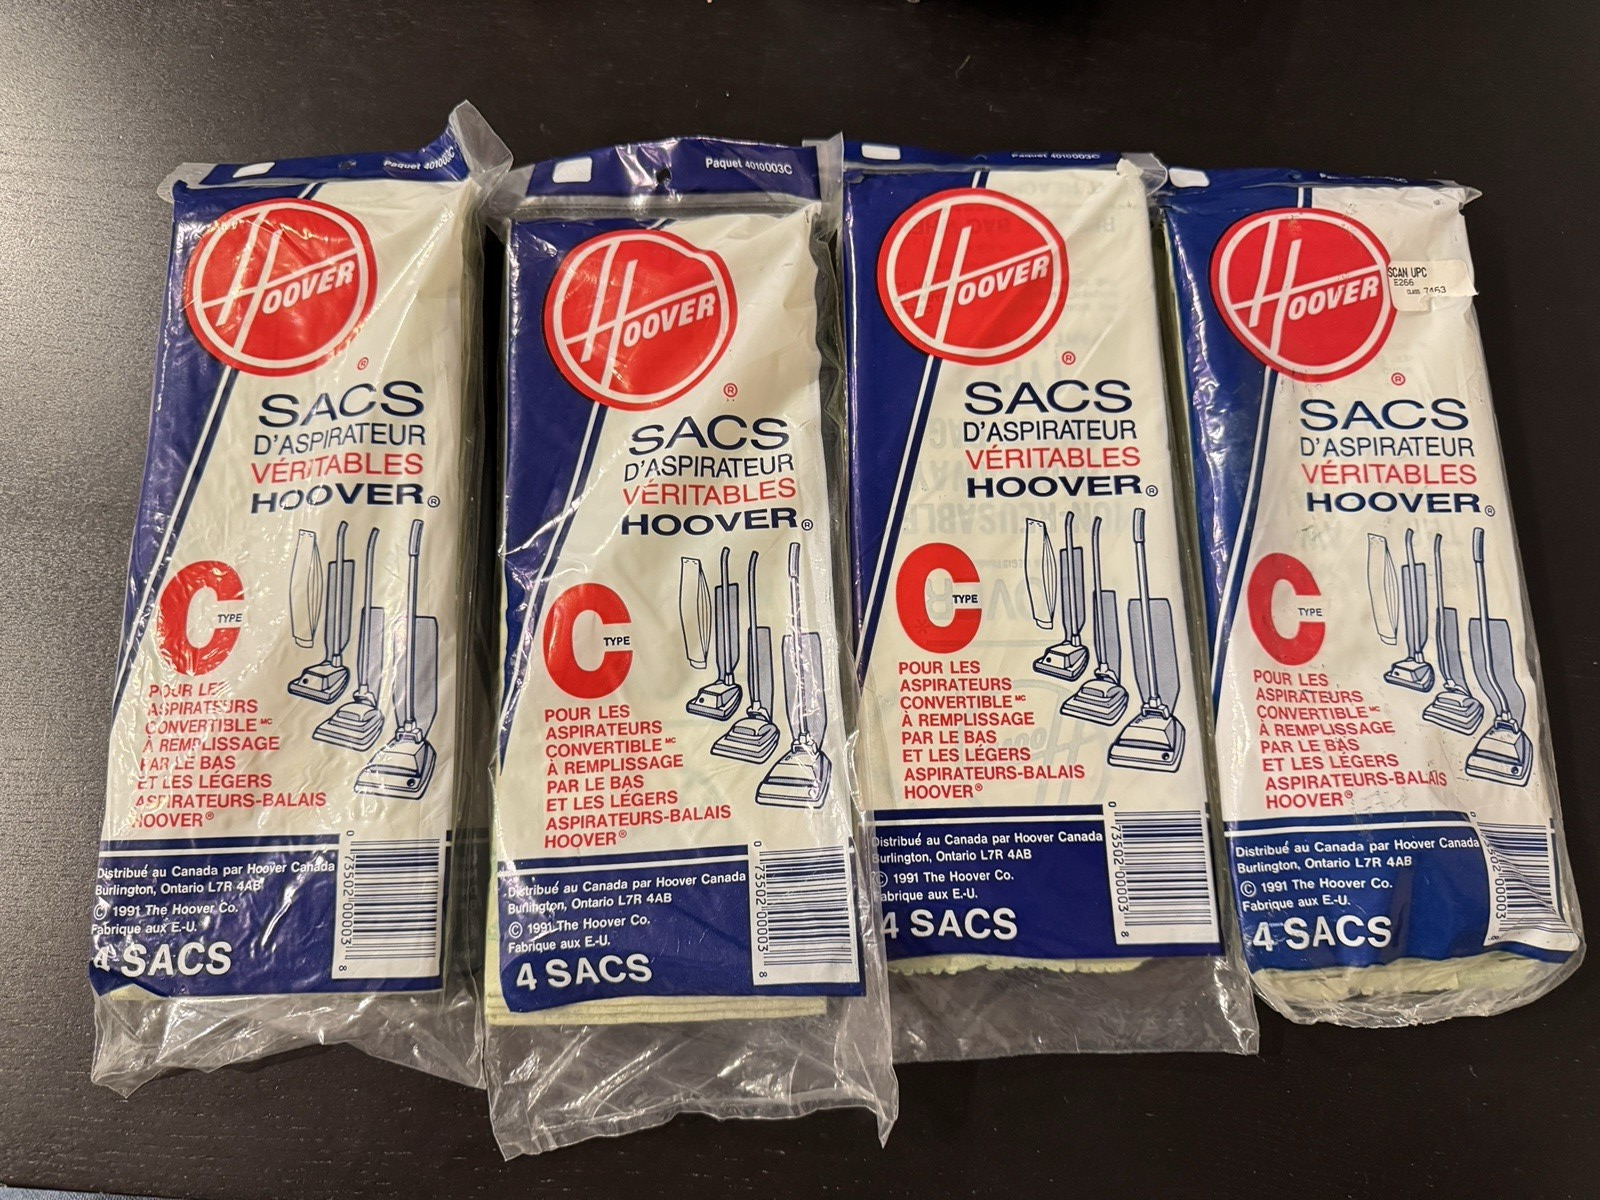 Paquet 4010003C
HOOVER
®
SACS
D'ASPIRATEUR
VÉRITABLES
HOOVER®
C TYPE
POUR LES
ASPIRATEURS
CONVERTIBLE MC
À REMPLISSAGE
PAR LE BAS
ET LES LÉGERS
ASPIRATEURS-BALAIS
HOOVER®
Distribué au Canada par Hoover Canada
Burlington, Ontario L7R 4AB
© 1991 The Hoover Co.
Fabrique aux E.-U.
4 SACS
0 73502 00003 8
Paquet 4010003C
HOOVER
®
SACS
D'ASPIRATEUR
VÉRITABLES
HOOVER®
C TYPE
POUR LES
ASPIRATEURS
CONVERTIBLE MC
À REMPLISSAGE
PAR LE BAS
ET LES LÉGERS
ASPIRATEURS-BALAIS
HOOVER®
Distribué au Canada par Hoover Canada
Burlington, Ontario L7R 4AB
© 1991 The Hoover Co.
Fabrique aux E.-U.
4 SACS
0 73502 00003 8
Paquet 4010003C
HOOVER
®
SACS
D'ASPIRATEUR
VÉRITABLES
HOOVER®
C TYPE
POUR LES
ASPIRATEURS
CONVERTIBLE MC
À REMPLISSAGE
PAR LE BAS
ET LES LÉGERS
ASPIRATEURS-BALAIS
HOOVER®
Distribué au Canada par Hoover Canada
Burlington, Ontario L7R 4AB
© 1991 The Hoover Co.
Fabrique aux E.-U.
4 SACS
0 73502 00003 8
HOOVER
SCAN UPC
E266
CLASS 7463
®
SACS
D'ASPIRATEUR
VÉRITABLES
HOOVER®
C TYPE
POUR LES
ASPIRATEURS
CONVERTIBLE MC
À REMPLISSAGE
PAR LE BAS
ET LES LÉGERS
ASPIRATEURS-BALAIS
HOOVER®
Distribué au Canada par Hoover Canada
Burlington, Ontario L7R 4AB
© 1991 The Hoover Co.
Fabrique aux E.-U.
4 SACS
00003 8